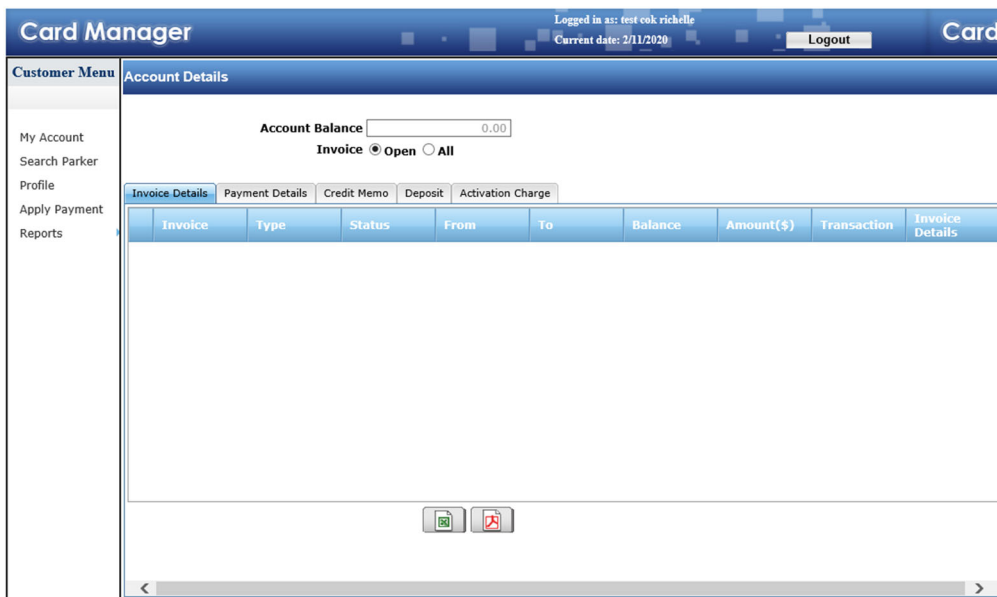 Card Manager
Logged in as: test cok richelle
Current date: 2/11/2020
Logout
Card
Customer Menu
My Account
Search Parker
Profile
Apply Payment
Reports
Account Details
Account Balance 0.00
Invoice Open All
Invoice Details Payment Details Credit Memo Deposit Activation Charge
Invoice Type Status From To Balance Amount($) Transaction Invoice
Details